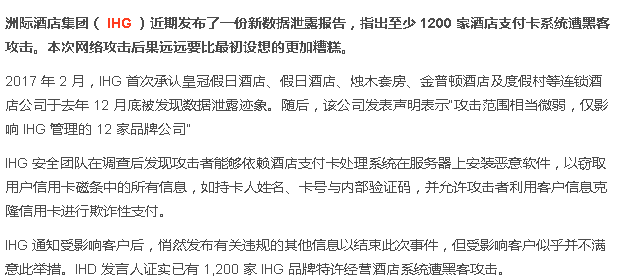 洲际酒店集团（ IHG ）近期发布了一份新数据泄露报告，指出至少 1200 家酒店支付卡系统遭黑客
攻击。本次网络攻击后果远远要比最初设想的更加糟糕。
2017 年 2 月，IHG 首次承认皇冠假日酒店、假日酒店、烛木套房、金普顿酒店及度假村等连锁酒
店公司于去年 12 月底被发现数据泄露迹象。随后，该公司发表声明表示“攻击范围相当微弱，仅影
响 IHG 管理的 12 家品牌公司”
IHG 安全团队在调查后发现攻击者能够依赖酒店支付卡处理系统在服务器上安装恶意软件，以窃取
用户信用卡磁条中的所有信息，如持卡人姓名、卡号与内部验证码，并允许攻击者利用客户信息克
隆信用卡进行欺诈性支付。
IHG 通知受影响客户后，悄然发布有关违规的其他信息以结束此次事件，但受影响客户似乎并不满
意此举措。IHD 发言人证实已有 1,200 家 IHG 品牌特许经营酒店系统遭黑客攻击。